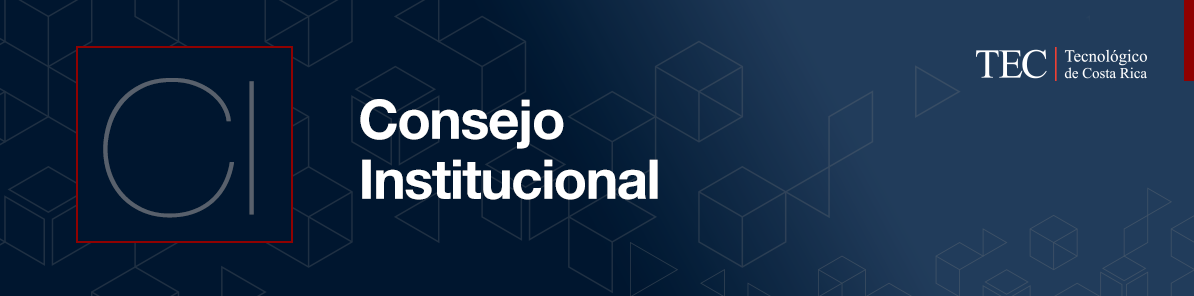 CI
Consejo
Institucional
TEC
Tecnológico
de Costa Rica